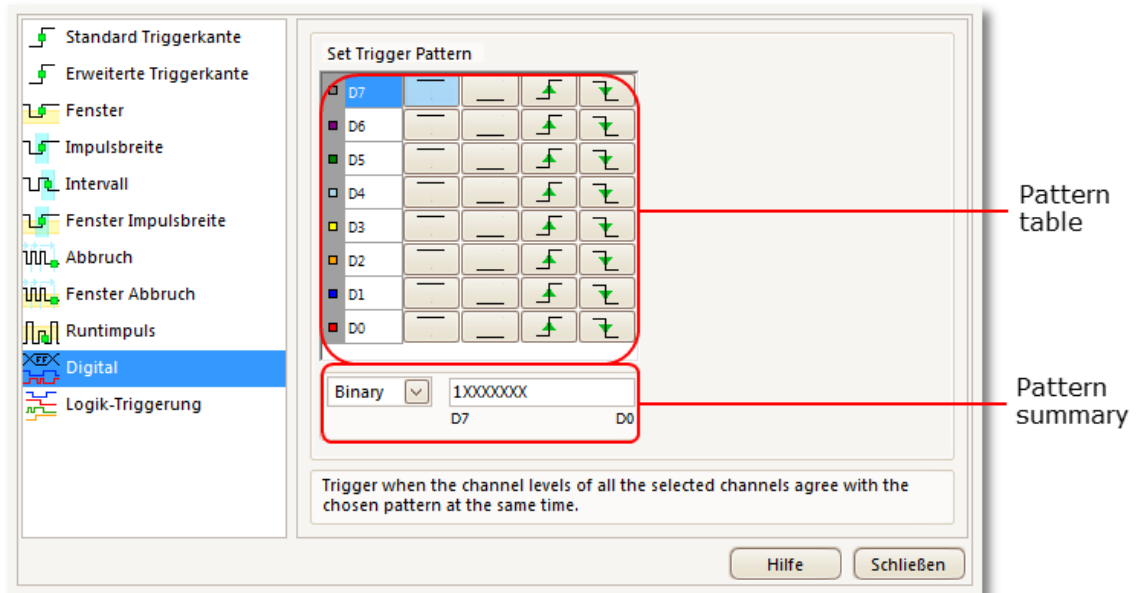 Standard Triggerkante
Erweiterte Triggerkante
Fenster
Impulsbreite
Intervall
Fenster Impulsbreite
Abbruch
Fenster Abbruch
Runtimpuls
FF
Digital
Logik-Triggerung
Set Trigger Pattern
D7
D6
D5
D4
D3
D2
D1
D0
Binary
1XXXXXXX
D7 D0
Pattern
table
Pattern
summary
Trigger when the channel levels of all the selected channels agree with the
chosen pattern at the same time.
Hilfe
Schließen